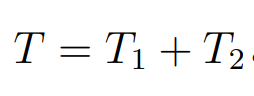 T = T₁ + T₂.